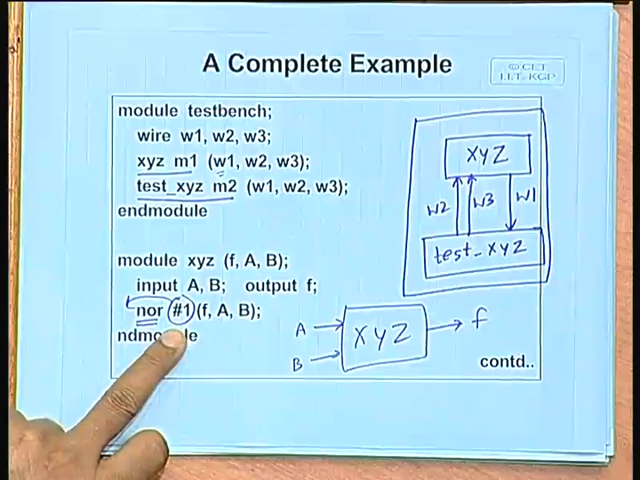 A Complete Example
© CET
I.I.T.-KGP
module testbench;
wire w1, w2, w3;
xyz m1 (w1, w2, w3);
test_xyz m2 (w1, w2, w3);
endmodule
module xyz (f, A, B);
input A, B; output f;
nor #1 (f, A, B);
ndmodule
contd..
XYZ
w2 w3 w1
test_XYZ
A
B
XYZ
f